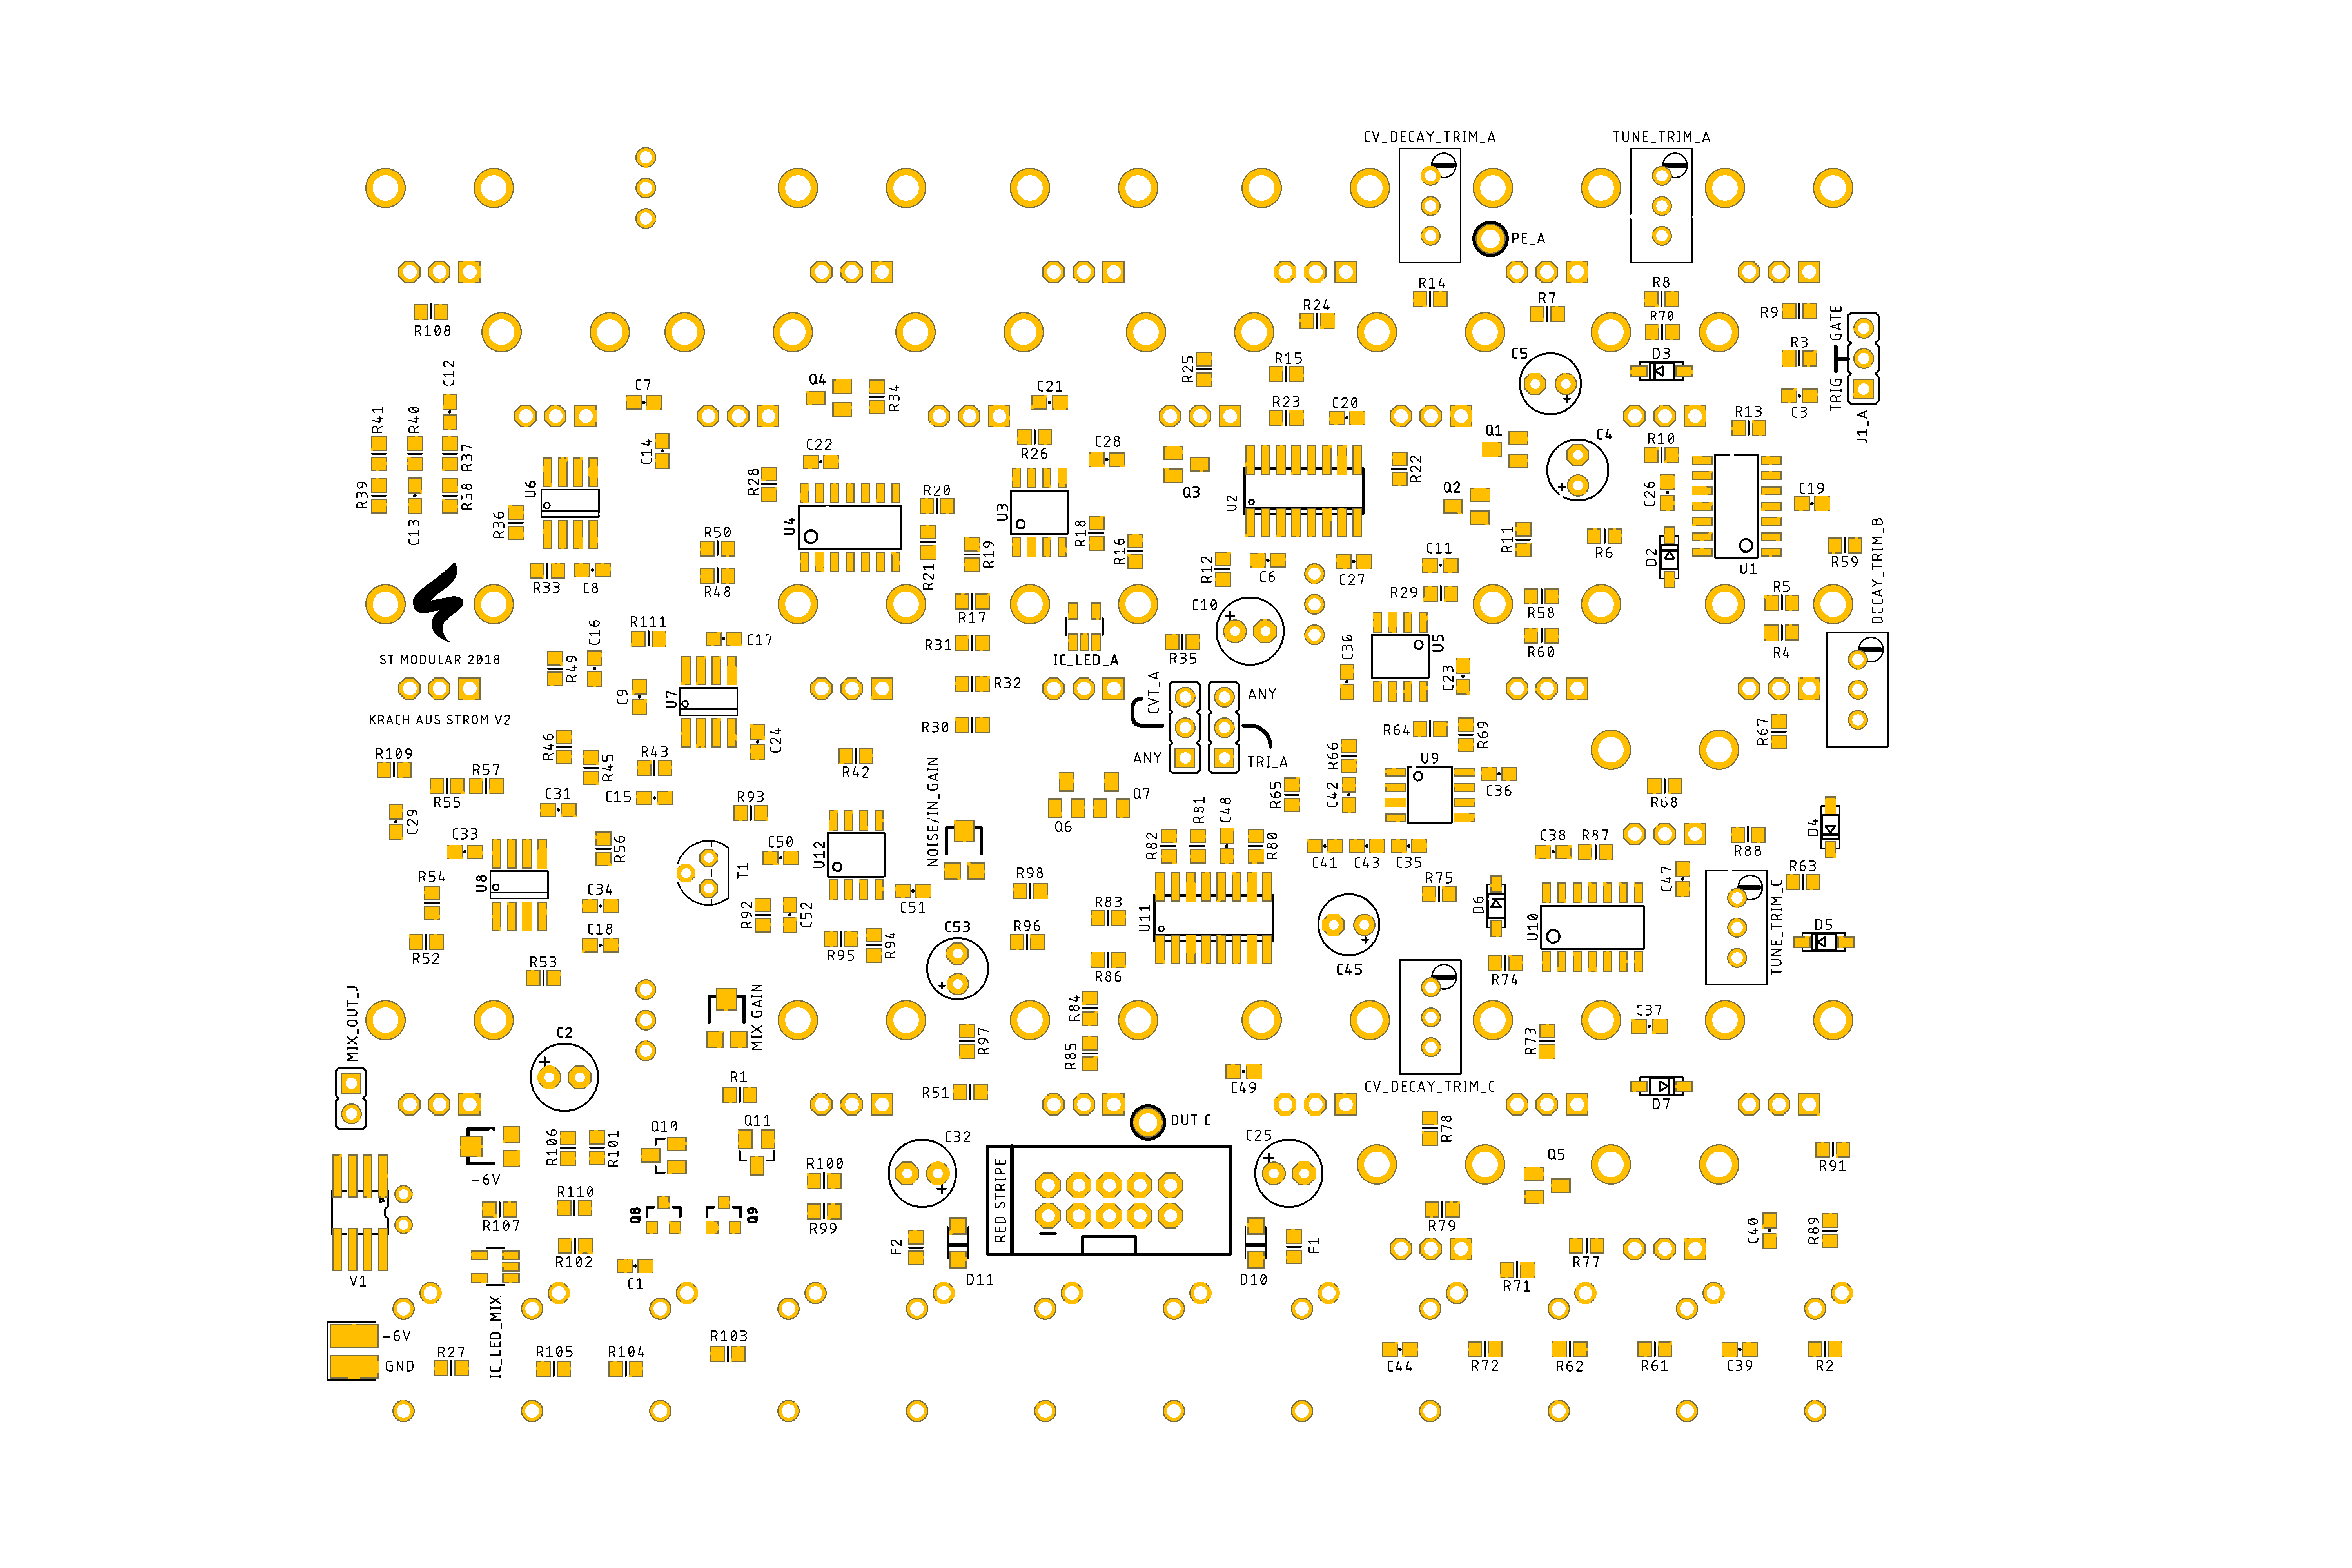 CV_DECAY_TRIM_A
TUNE_TRIM_A
PE_A
R14
R8
R7
R24
R9
GATE
R108
R70
R3
C5
D3
R15
R25
C12
C7
Q4
R34
C21
TRIG
C3
J1_A
R41
R40
R23
C20
R13
Q1
C4
R10
R37
C14
C22
R26
C28
R22
R39
R38
C13
U6
R28
R20
U3
Q3
U2
Q2
C26
C19
R36
R50
U4
R18
R16
R11
R6
D2
U1
R59
R21
R19
R12
C6
C27
C11
DCCAY_TRIM_B
R33
C8
R48
R29
R5
R17
C10
R58
R111
C17
R31
IC_LED_A
R35
U5
R60
R4
ST MODULAR 2018
C16
R49
C30
C23
C9
U7
R32
CVT_A
ANY
KRACH AUS STROM V2
R30
R64
R69
R67
R46
C24
R109
R45
R43
R42
ANY
TRI_A
R66
U9
R55
R57
C31
C15
R93
NOISE/IN_GAIN
Q7
Q6
R65
C42
C36
R68
C29
C33
R56
C50
U12
R82
R81
C48
R80
C41
C43
C35
C38
R87
R88
D4
U8
R54
C34
T1
C51
R98
R75
C47
R63
R92
C52
R83
U11
D6
U10
TUNE_TRIM_C
D5
R52
C18
R95
R94
C53
R96
R86
C45
R74
R53
MIX_OUT_J
C2
MIX GAIN
R97
R84
R85
C49
R73
C37
R1
R51
CV_DECAY_TRIM_C
D7
R106
R101
Q10
Q11
C32
OUT C
C25
R78
R91
-6V
R110
R100
RED STRIPE
Q5
R107
Q8
Q9
R99
R79
C40
R89
R102
F2
F1
R77
V1
C1
D11
D10
R71
-6V
GND
R27
IC_LED_MIX
R105
R104
R103
C44
R72
R62
R61
C39
R2